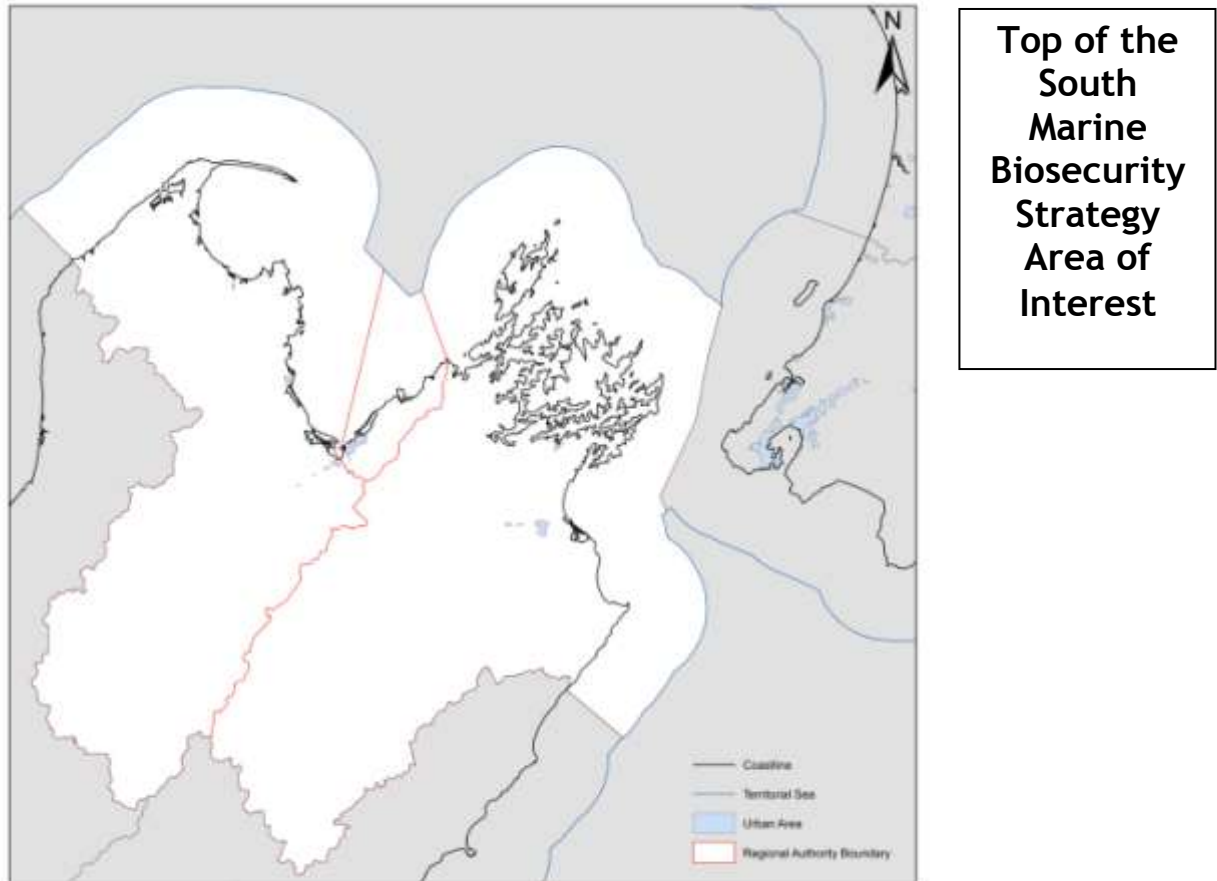 N
Top of the
South
Marine
Biosecurity
Strategy
Area of
Interest
Coastline
Territorial Sea
Urban Area
Regional Authority Boundary